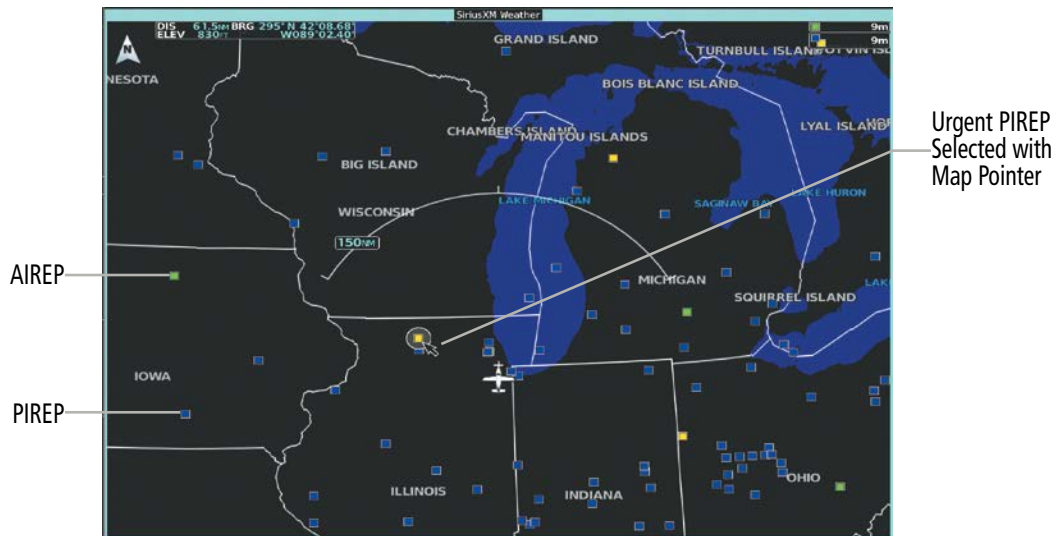 SiriusXM Weather
DIS 61.5NM BRG 295° N 42°08.68'
ELEV 830FT W089°02.40'
9m
9m
N
GRAND ISLAND
TURNBULL ISLAND
NESOTA
BOIS BLANC ISLAND
LYAL ISLAND
CHAMBERS ISLAND
MANITOU ISLANDS
BIG ISLAND
LAKE HURON
LAKE MICHIGAN
SAGINAW BAY
WISCONSIN
150NM
MICHIGAN
LAK
SQUIRREL ISLAND
IOWA
ILLINOIS
INDIANA
OHIO
AIREP
PIREP
Urgent PIREP
Selected with
Map Pointer